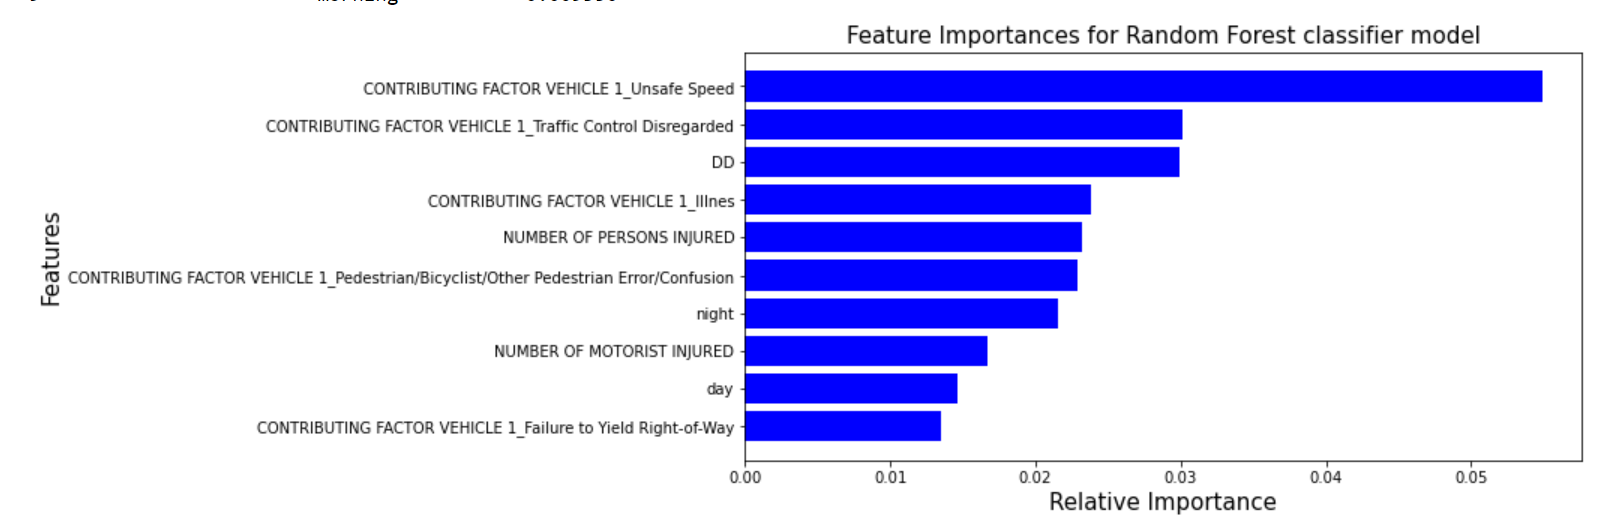 Feature Importances for Random Forest classifier model
CONTRIBUTING FACTOR VEHICLE 1_Unsafe Speed
CONTRIBUTING FACTOR VEHICLE 1_Traffic Control Disregarded
DD
CONTRIBUTING FACTOR VEHICLE 1_Illnes
NUMBER OF PERSONS INJURED
CONTRIBUTING FACTOR VEHICLE 1_Pedestrian/Bicyclist/Other Pedestrian Error/Confusion
night
NUMBER OF MOTORIST INJURED
day
CONTRIBUTING FACTOR VEHICLE 1_Failure to Yield Right-of-Way
Features
0.00 0.01 0.02 0.03 0.04 0.05
Relative Importance